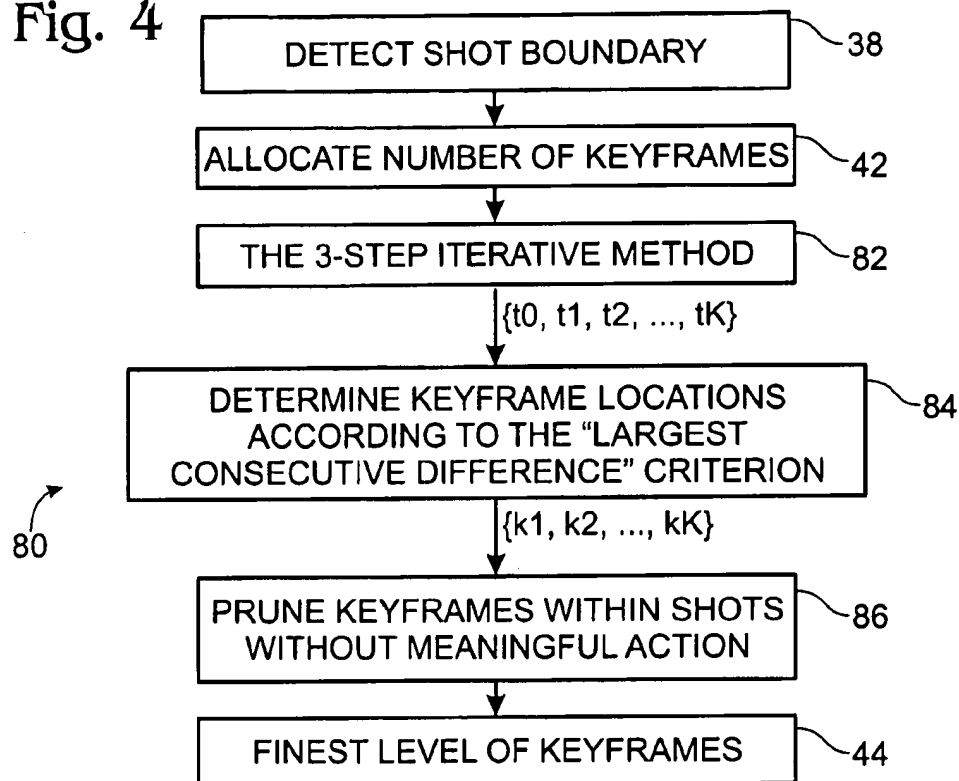 Fig. 4
DETECT SHOT BOUNDARY
38
ALLOCATE NUMBER OF KEYFRAMES
42
THE 3-STEP ITERATIVE METHOD
82
{t0, t1, t2, ..., tK}
DETERMINE KEYFRAME LOCATIONS
ACCORDING TO THE “LARGEST
CONSECUTIVE DIFFERENCE” CRITERION
84
80
{k1, k2, ..., kK}
PRUNE KEYFRAMES WITHIN SHOTS
WITHOUT MEANINGFUL ACTION
86
FINEST LEVEL OF KEYFRAMES
44